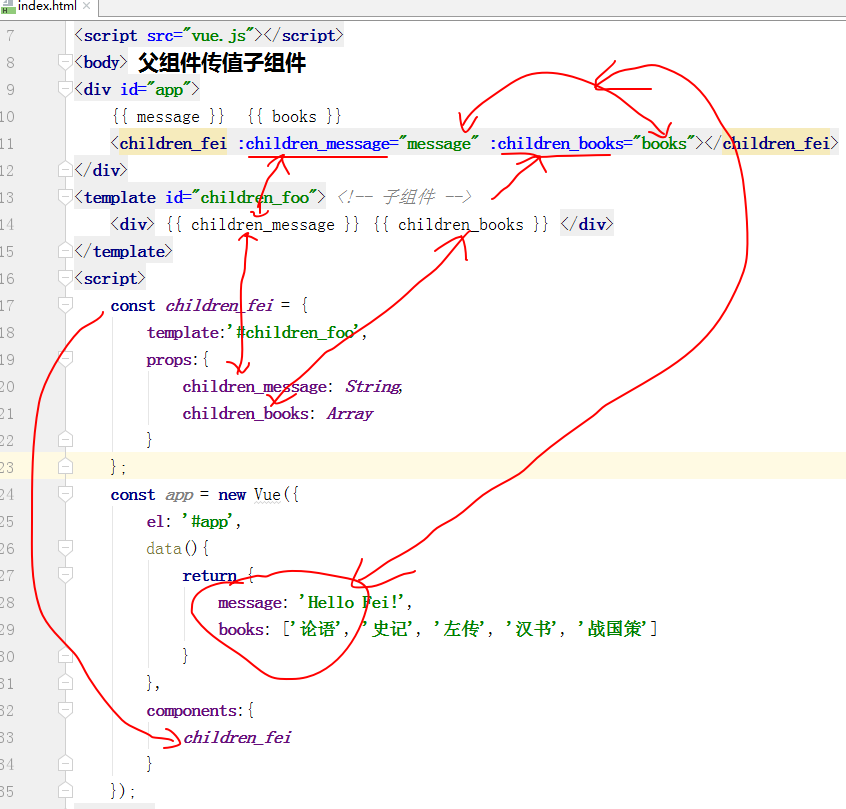 index.html
7 <script src="vue.js"></script>
8 <body> 父组件传值子组件
9 <div id="app">
10 {{ message }} {{ books }}
11 <children_fei :children_message="message" :children_books="books"></children_fei>
12 </div>
13 <template id="children_foo"> <!-- 子组件 -->
14 <div> {{ children_message }} {{ children_books }} </div>
15 </template>
16 <script>
17 const children_fei = {
18 template:'#children_foo',
19 props:{
20 children_message: String,
21 children_books: Array
22 }
23 };
24 const app = new Vue({
25 el: '#app',
26 data(){
27 return {
28 message: 'Hello Fei!',
29 books: ['论语', '史记', '左传', '汉书', '战国策']
30 }
31 },
32 components:{
33 children_fei
34 }
35 });